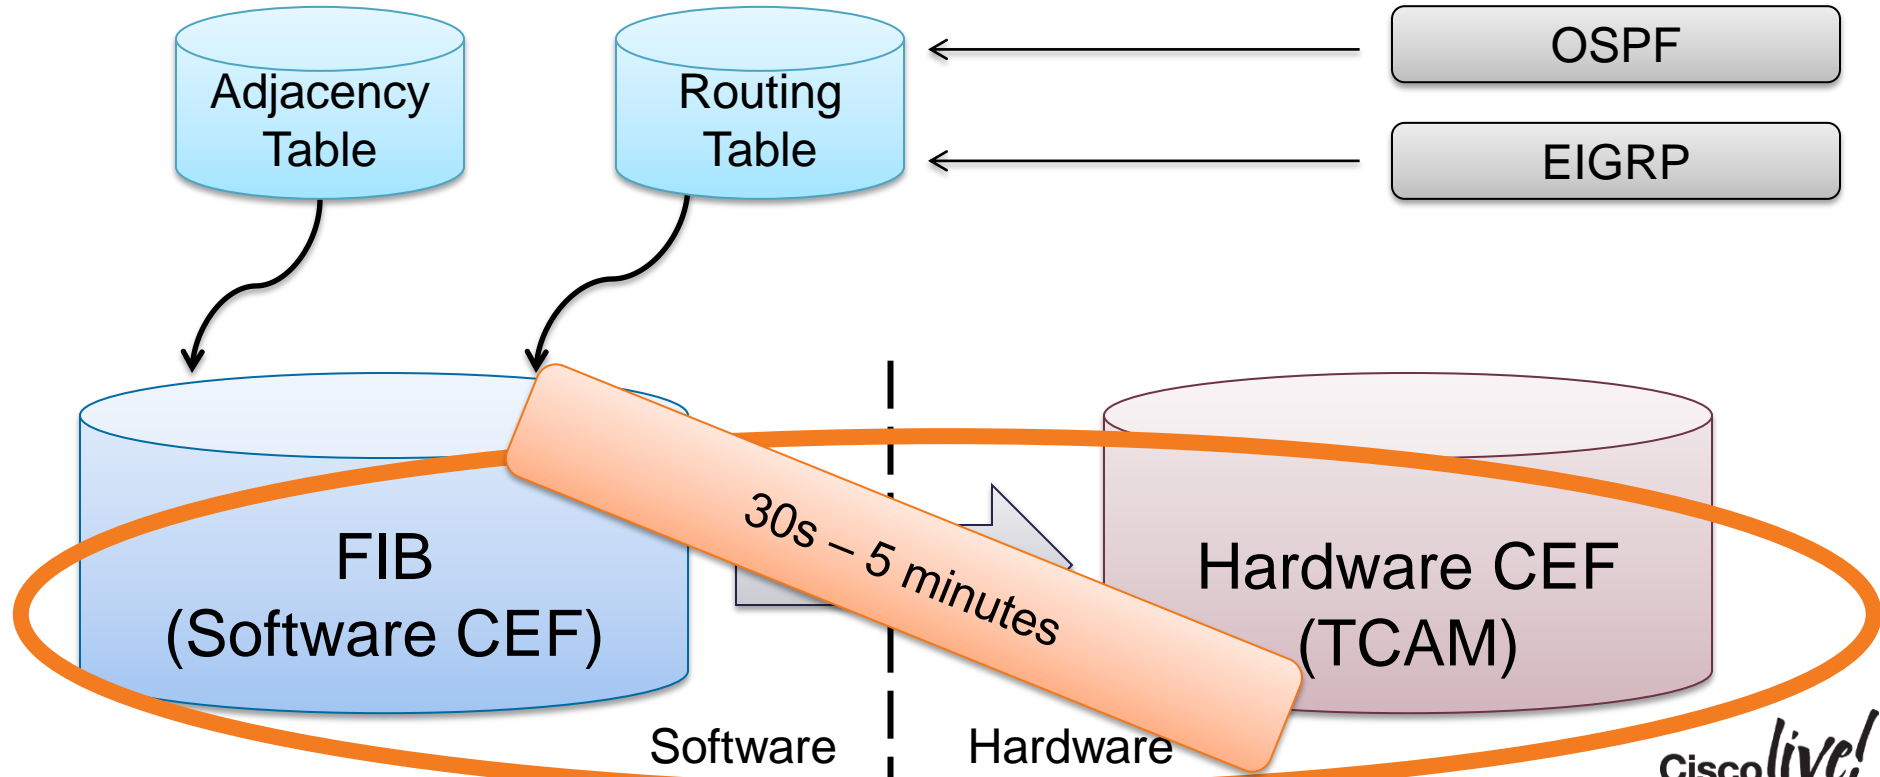 Adjacency
Table
Routing
Table
OSPF
EIGRP
30s – 5 minutes
FIB
(Software CEF)
Hardware CEF
(TCAM)
Software
Hardware
Cisco live!